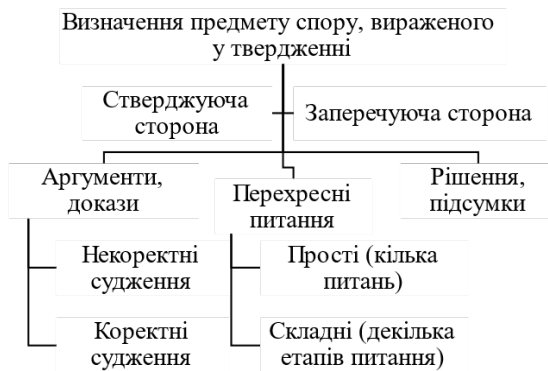 Визначення предмету спору, вираженого
у твердженні
Стверджуюча
сторона
Заперечуюча сторона
Аргументи,
докази
Перехресні
питання
Рішення,
підсумки
Некоректні
судження
Прості (кілька
питань)
Коректні
судження
Складні (декілька
етапів питання)